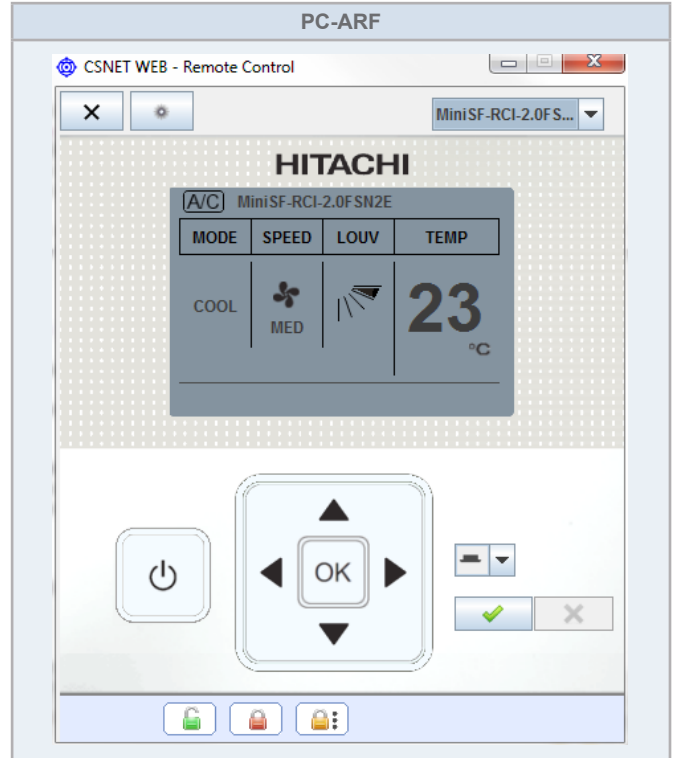 PC-ARF
CSNET WEB - Remote Control
MiniSF-RCI-2.0FS...
HITACHI
A/C MiniSF-RCI-2.0FSN2E
MODE SPEED LOUV TEMP
COOL MED 23 °C
OK